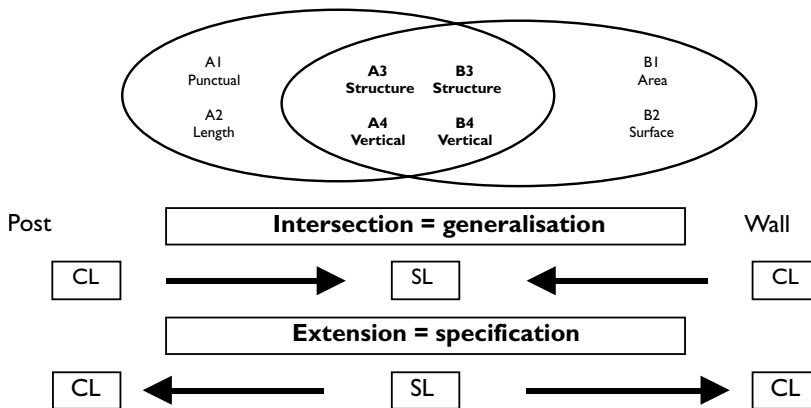 A1
Punctual
A3
Structure
B3
Structure
B1
Area
A2
Length
A4
Vertical
B4
Vertical
B2
Surface
Post
Intersection = generalisation
Wall
CL
SL
CL
Extension = specification
CL
SL
CL